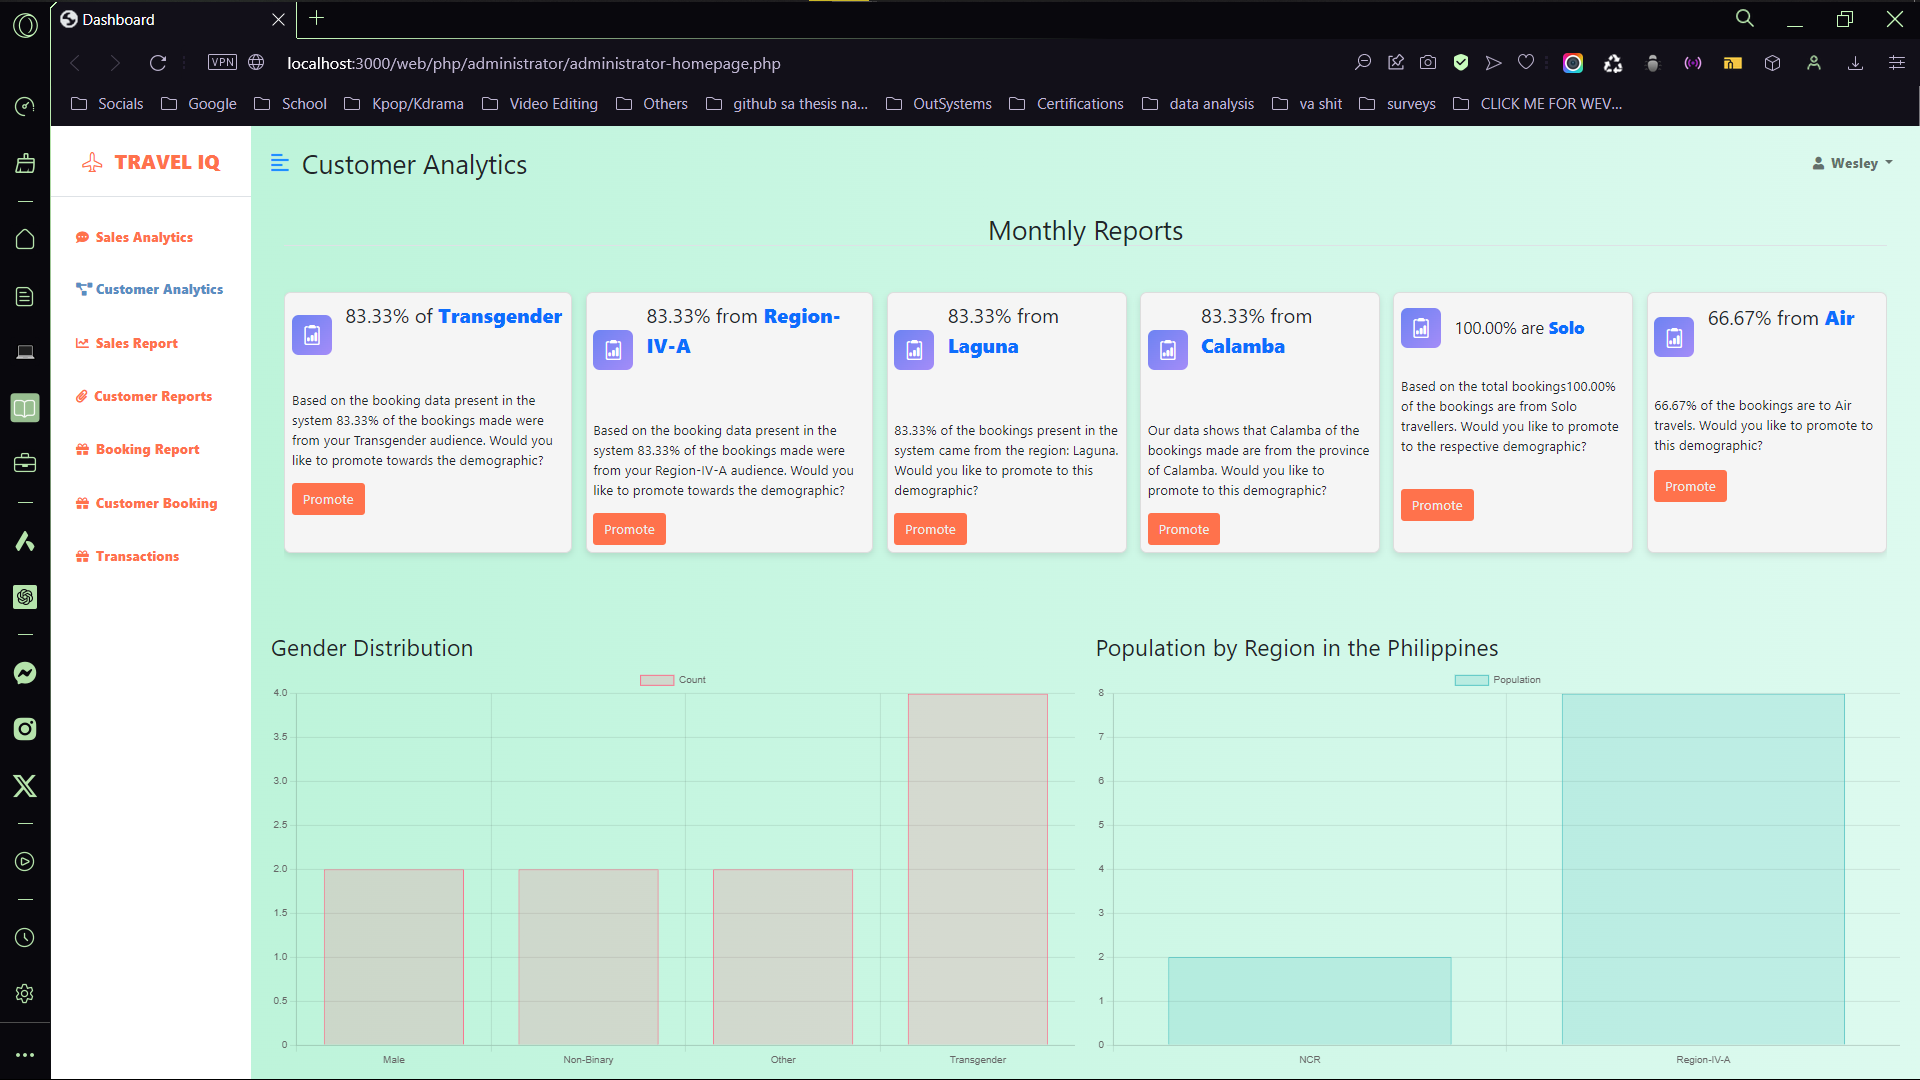 Dashboard
VPN
localhost:3000/web/php/administrator/administrator-homepage.php
Socials
Google
School
Kpop/Kdrama
Video Editing
Others
github sa thesis na...
OutSystems
Certifications
data analysis
va shit
surveys
CLICK ME FOR WEV...
TRAVEL IQ
Sales Analytics
Customer Analytics
Sales Report
Customer Reports
Booking Report
Customer Booking
Transactions
Customer Analytics
Wesley
Monthly Reports
83.33% of Transgender
Based on the booking data present in the
system 83.33% of the bookings made were
from your Transgender audience. Would you
like to promote towards the demographic?
Promote
83.33% from Region-
IV-A
Based on the booking data present in the
system 83.33% of the bookings made were
from your Region-IV-A audience. Would you
like to promote towards the demographic?
Promote
83.33% from
Laguna
83.33% of the bookings present in the
system came from the region: Laguna.
Would you like to promote to this
demographic?
Promote
83.33% from
Calamba
Our data shows that Calamba of the
bookings made are from the province
of Calamba. Would you like to
promote to this demographic?
Promote
100.00% are Solo
Based on the total bookings100.00%
of the bookings are from Solo
travellers. Would you like to promote
to the respective demographic?
Promote
66.67% from Air
66.67% of the bookings are to Air
travels. Would you like to promote to
this demographic?
Promote
Gender Distribution
Count
4.0
3.5
3.0
2.5
2.0
1.5
1.0
0.5
0
Male
Non-Binary
Other
Transgender
Population by Region in the Philippines
Population
8
7
6
5
4
3
2
1
0
NCR
Region-IV-A